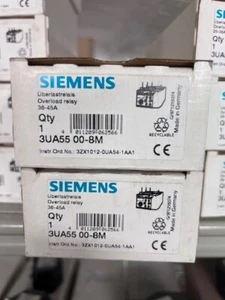 SIEMENS
Überlastrelais
Overload relay
36-45A
Qty
1
3UA55 00-8M
Instr.Ord.No.: 3ZX1012-0UA54-1AA1
Made in Germany
RECYCLABLE
SIEMENS
Überlastrelais
Overload relay
36-45A
Qty
1
3UA55 00-8M
Instr.Ord.No.: 3ZX1012-0UA54-1AA1
Made in Germany
RECYCLABLE